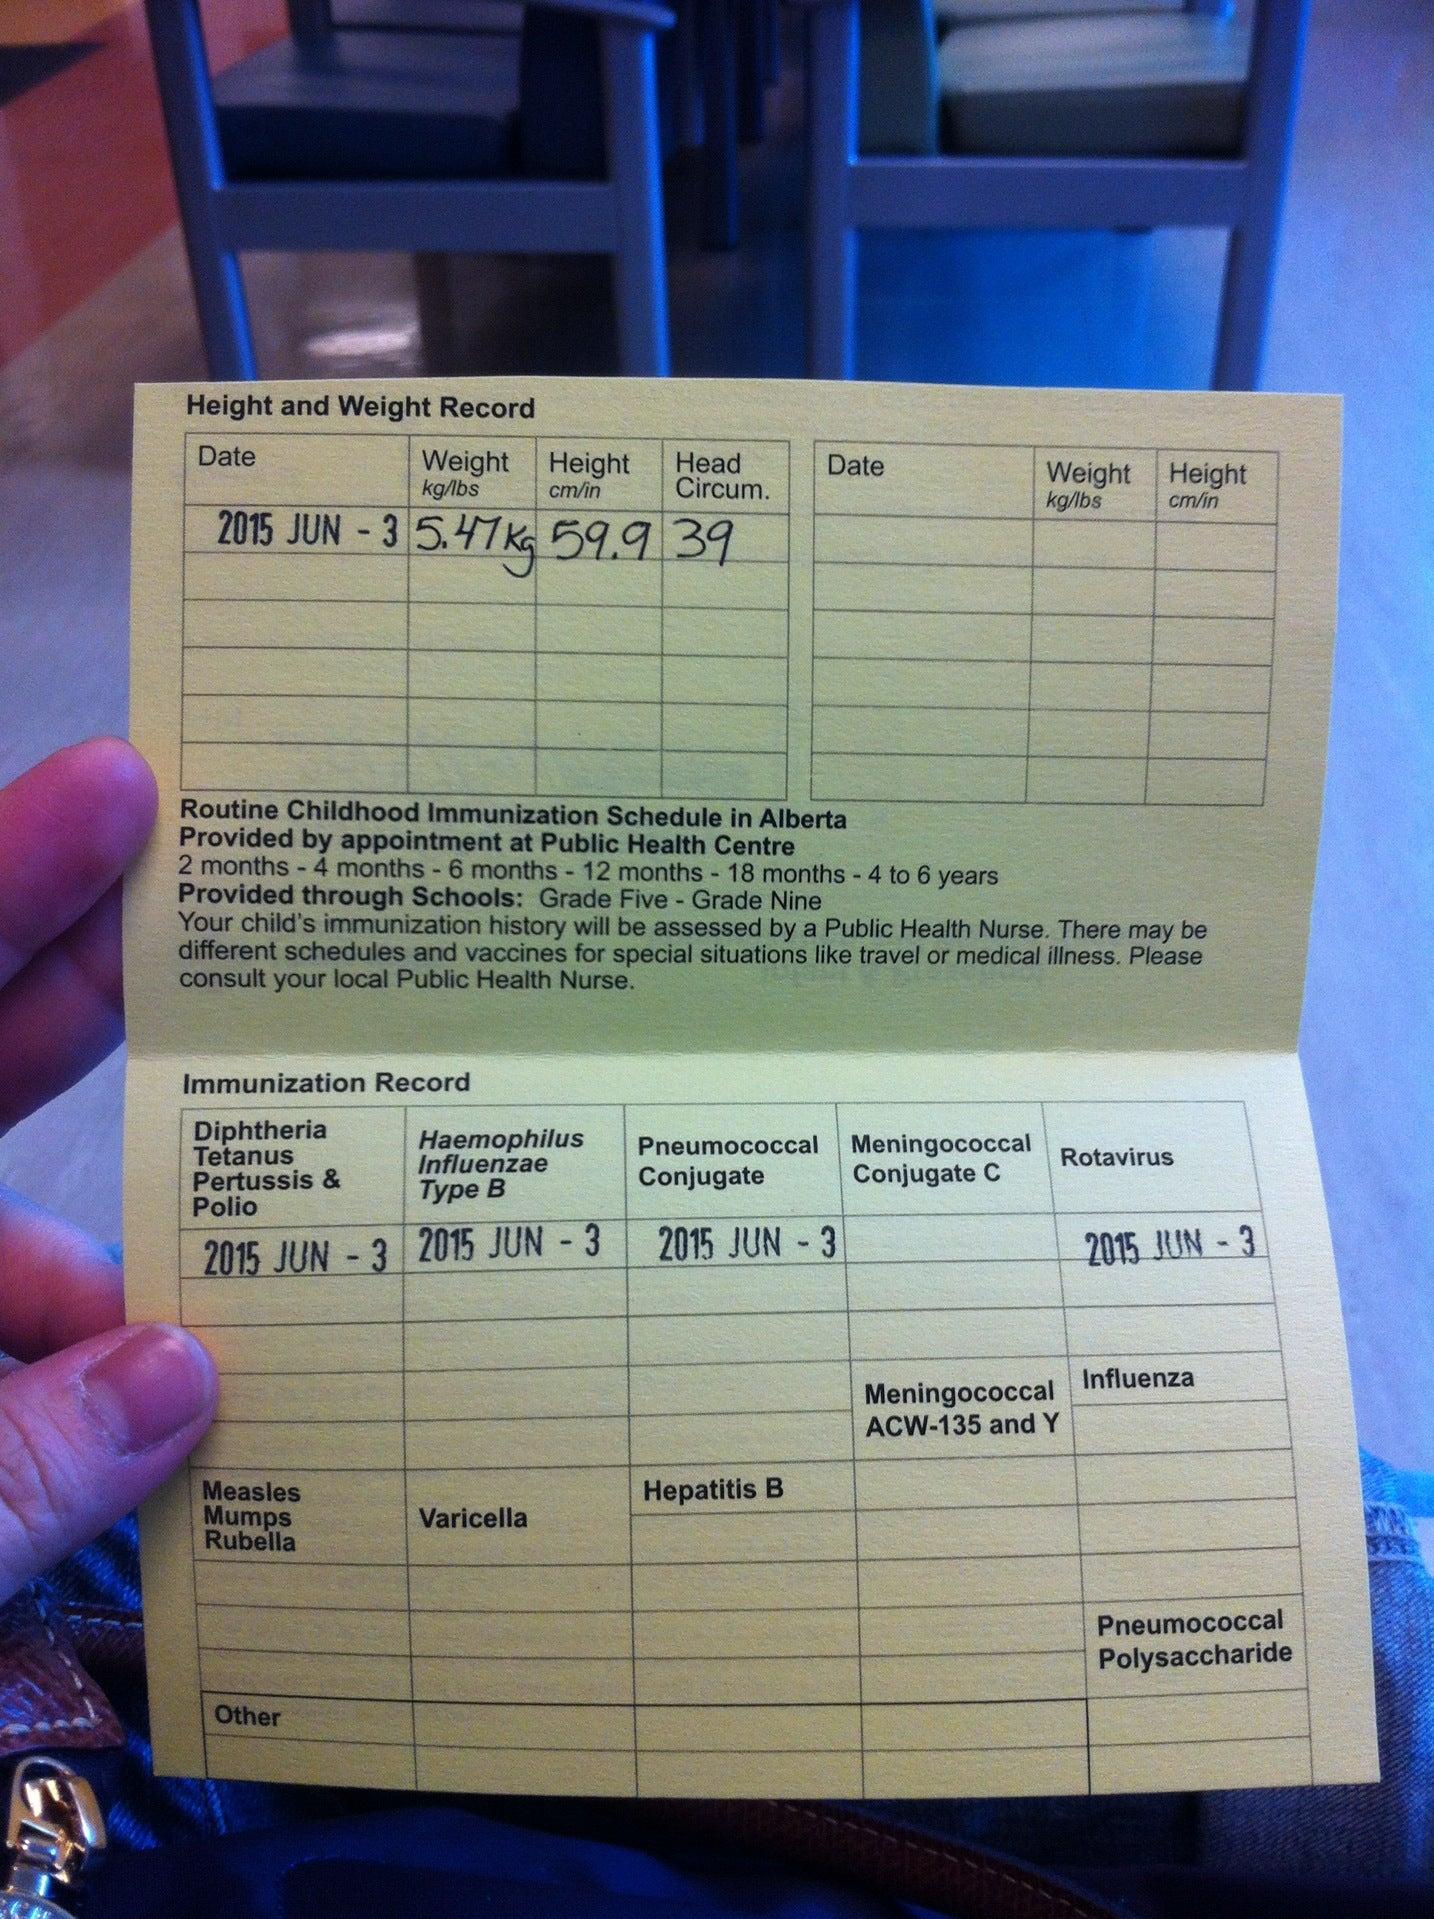 Height and Weight Record
Date Weight Height Head Date Weight Height
kg/lbs cm/in Circum. kg/lbs cm/in
2015 JUN - 3 5.47kg 59.9 39
Routine Childhood Immunization Schedule in Alberta
Provided by appointment at Public Health Centre
2 months - 4 months - 6 months - 12 months - 18 months - 4 to 6 years
Provided through Schools: Grade Five - Grade Nine
Your child's immunization history will be assessed by a Public Health Nurse. There may be
different schedules and vaccines for special situations like travel or medical illness. Please
consult your local Public Health Nurse.
Immunization Record
Diphtheria
Tetanus
Pertussis &
Polio
Haemophilus
Influenzae
Type B
Pneumococcal
Conjugate
Meningococcal
Conjugate C
Rotavirus
2015 JUN - 3 2015 JUN - 3 2015 JUN - 3 2015 JUN - 3
Meningococcal
ACW-135 and Y
Influenza
Measles
Mumps
Rubella
Varicella
Hepatitis B
Pneumococcal
Polysaccharide
Other